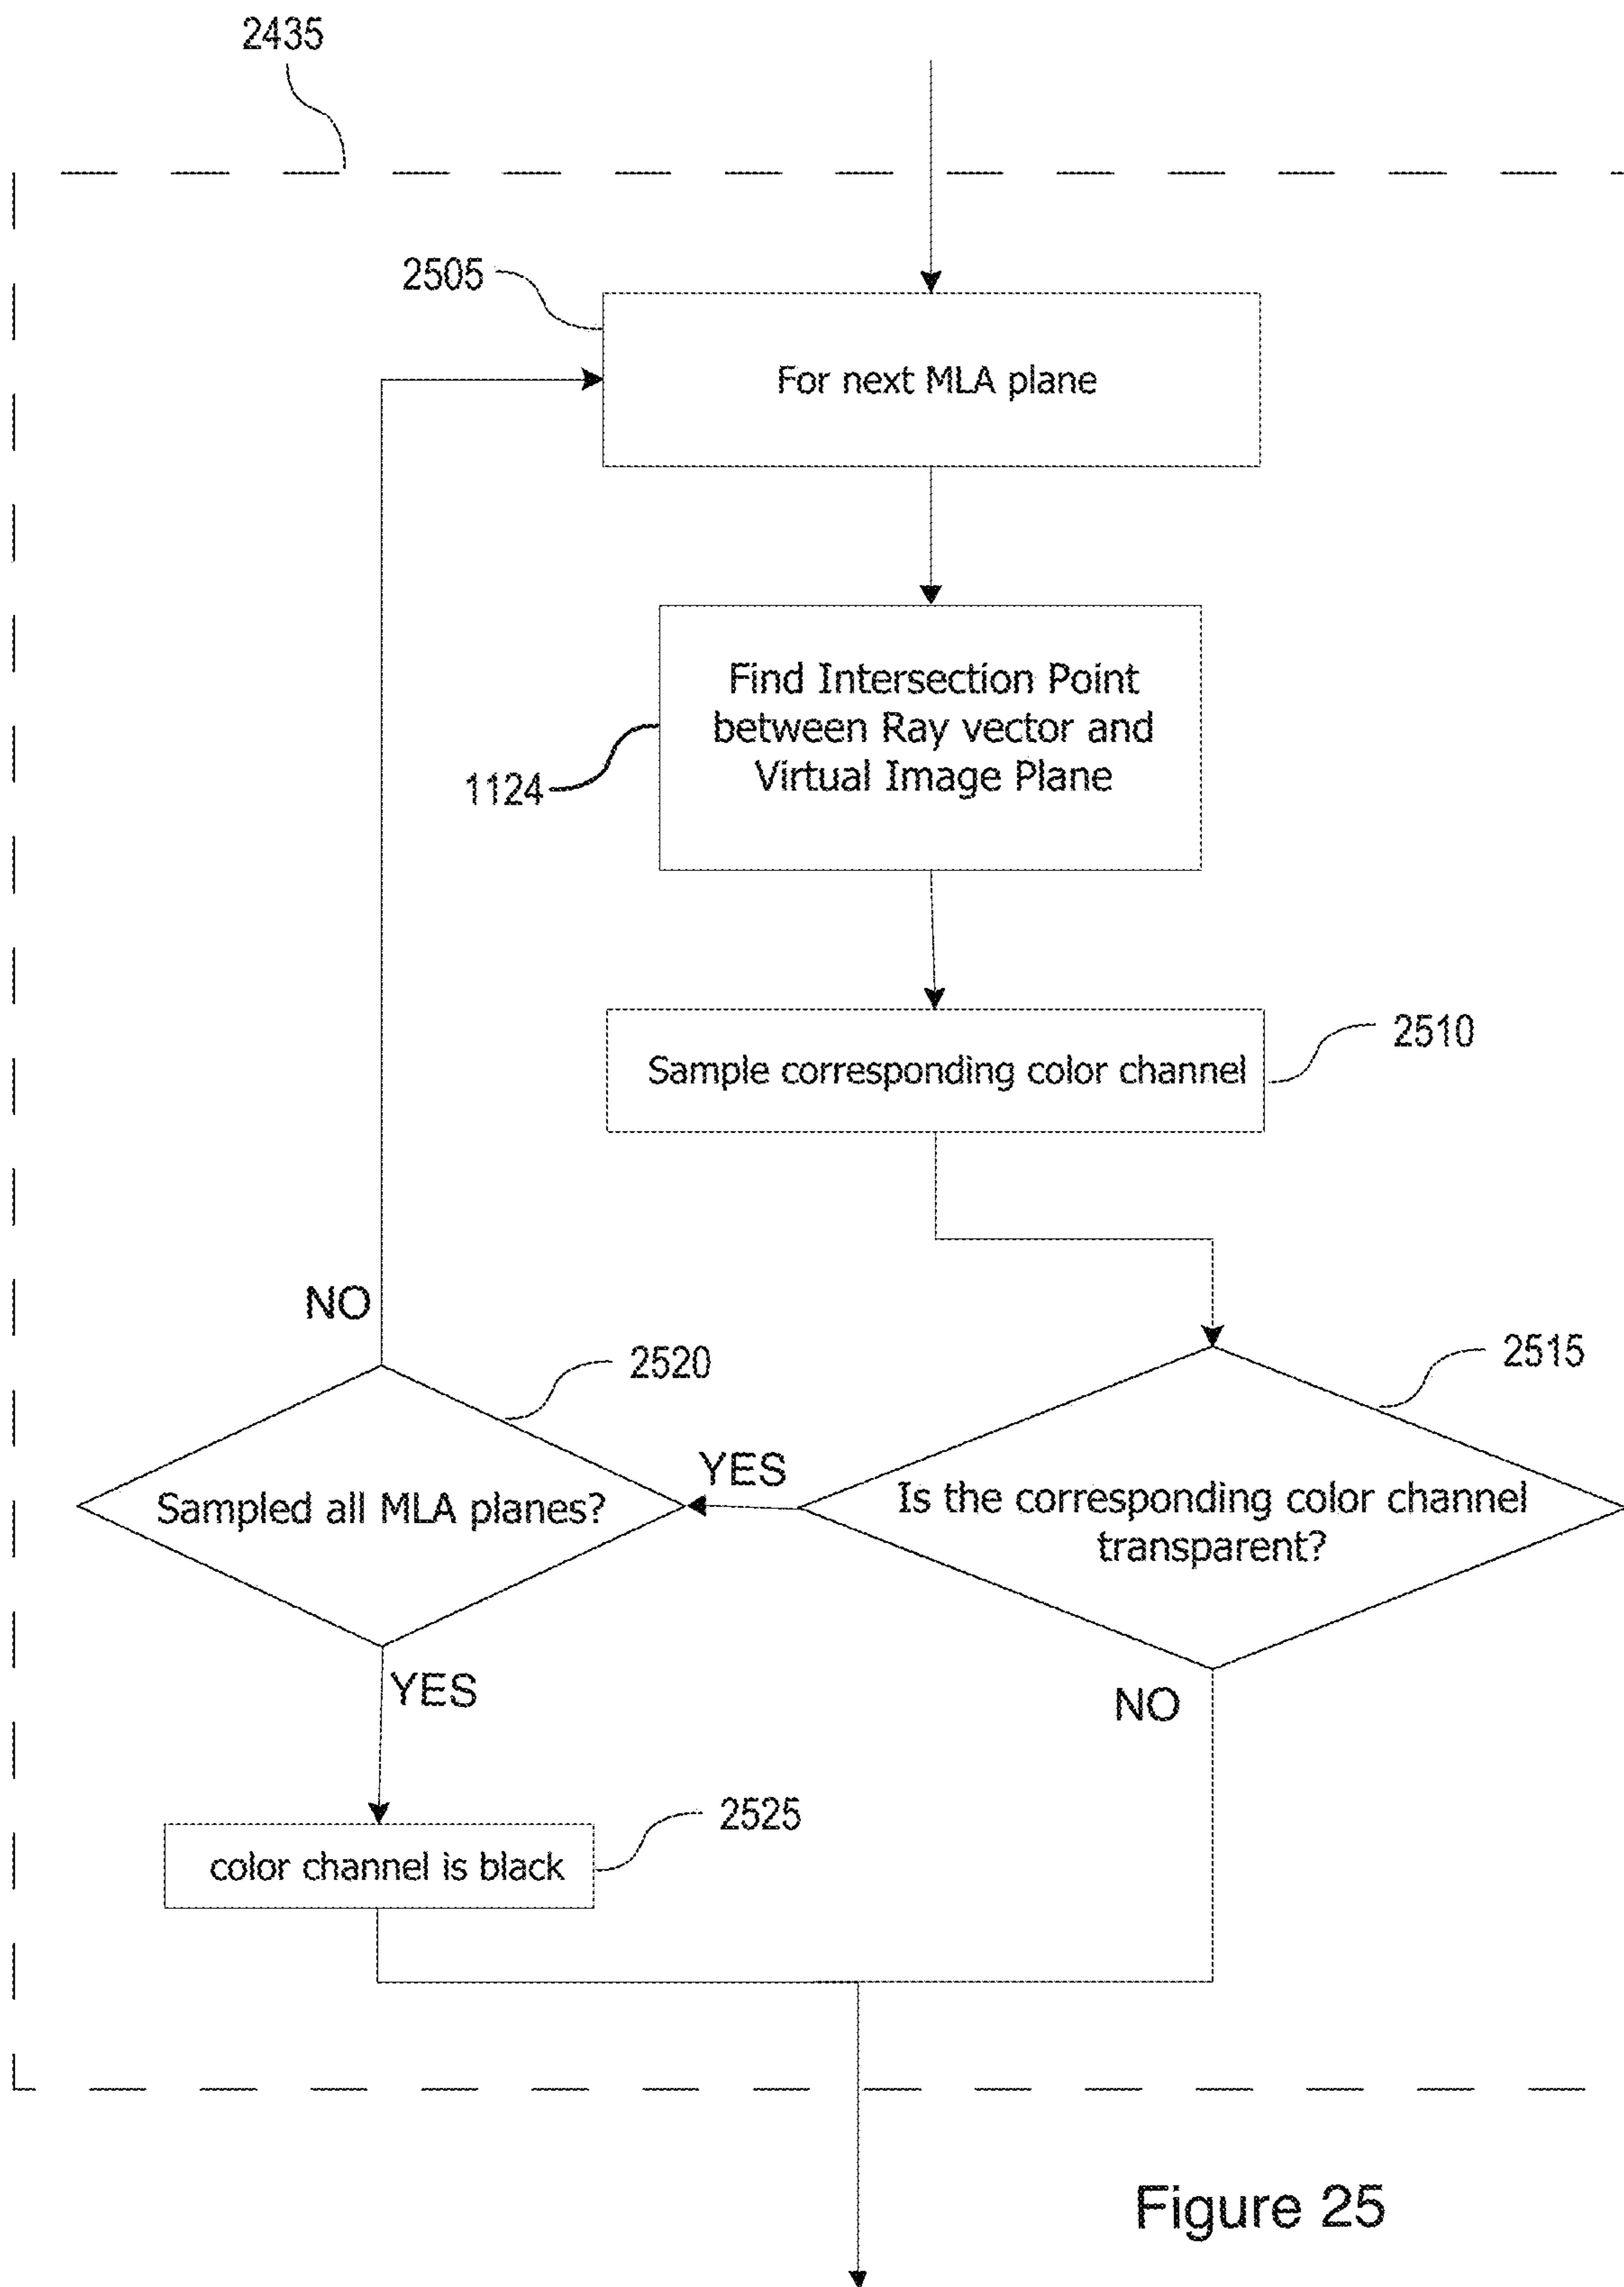 2435
2505
For next MLA plane
Find Intersection Point
between Ray vector and
Virtual Image Plane
1124
Sample corresponding color channel
2510
NO
2520
2515
Sampled all MLA planes?
YES
Is the corresponding color channel
transparent?
YES
NO
color channel is black
2525
Figure 25